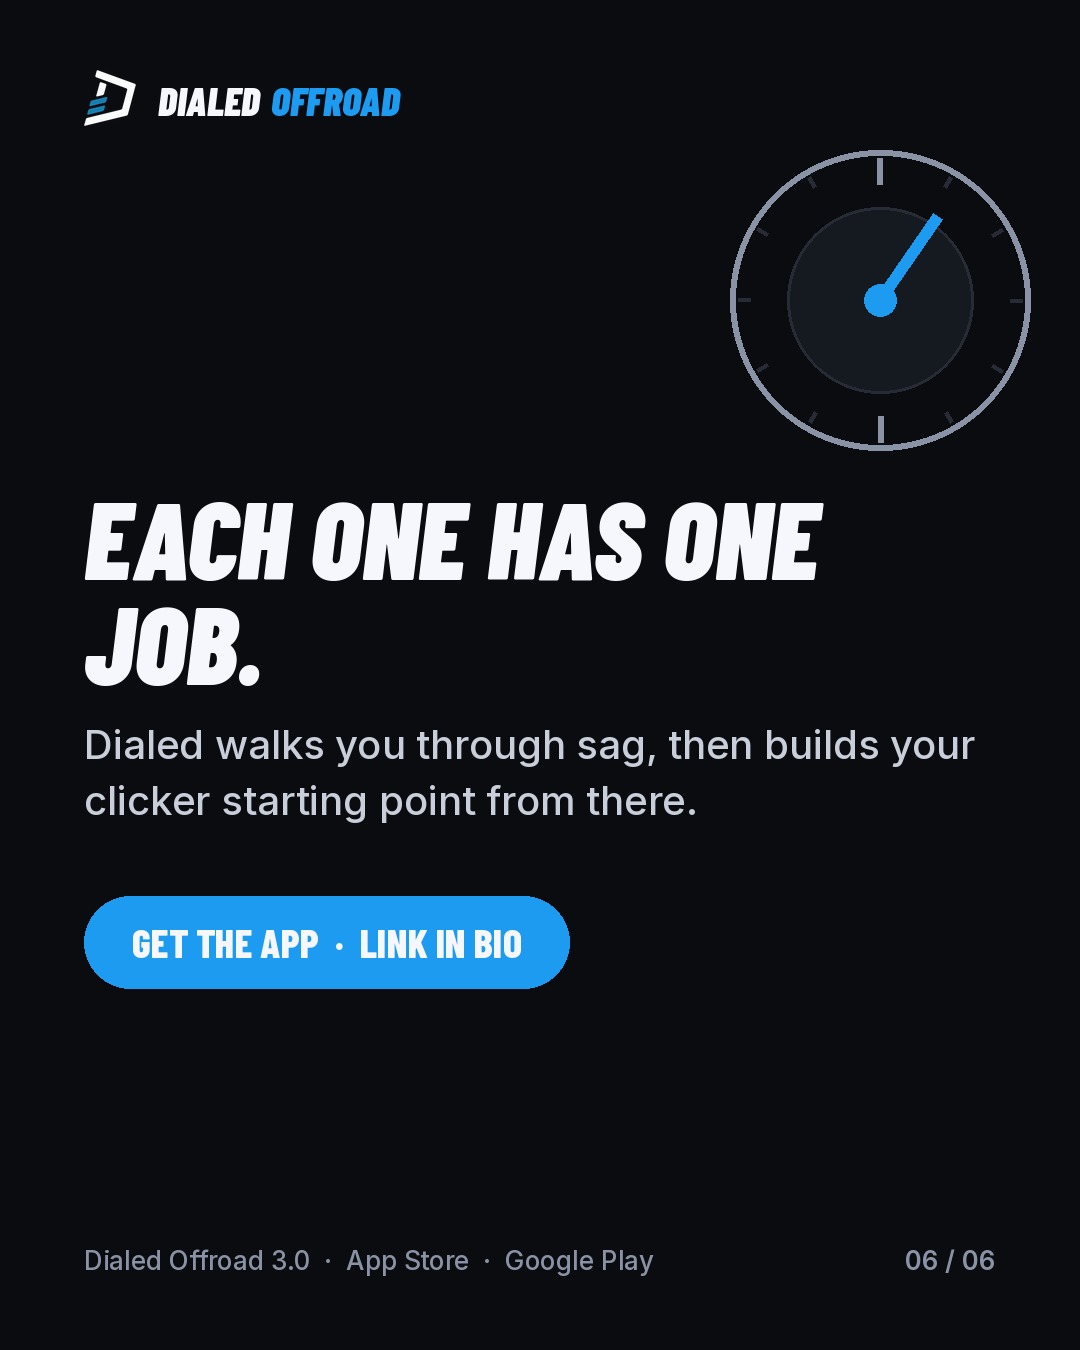 DIALED OFFROAD
EACH ONE HAS ONE
JOB.
Dialed walks you through sag, then builds your
clicker starting point from there.
GET THE APP · LINK IN BIO
Dialed Offroad 3.0 · App Store · Google Play
06 / 06